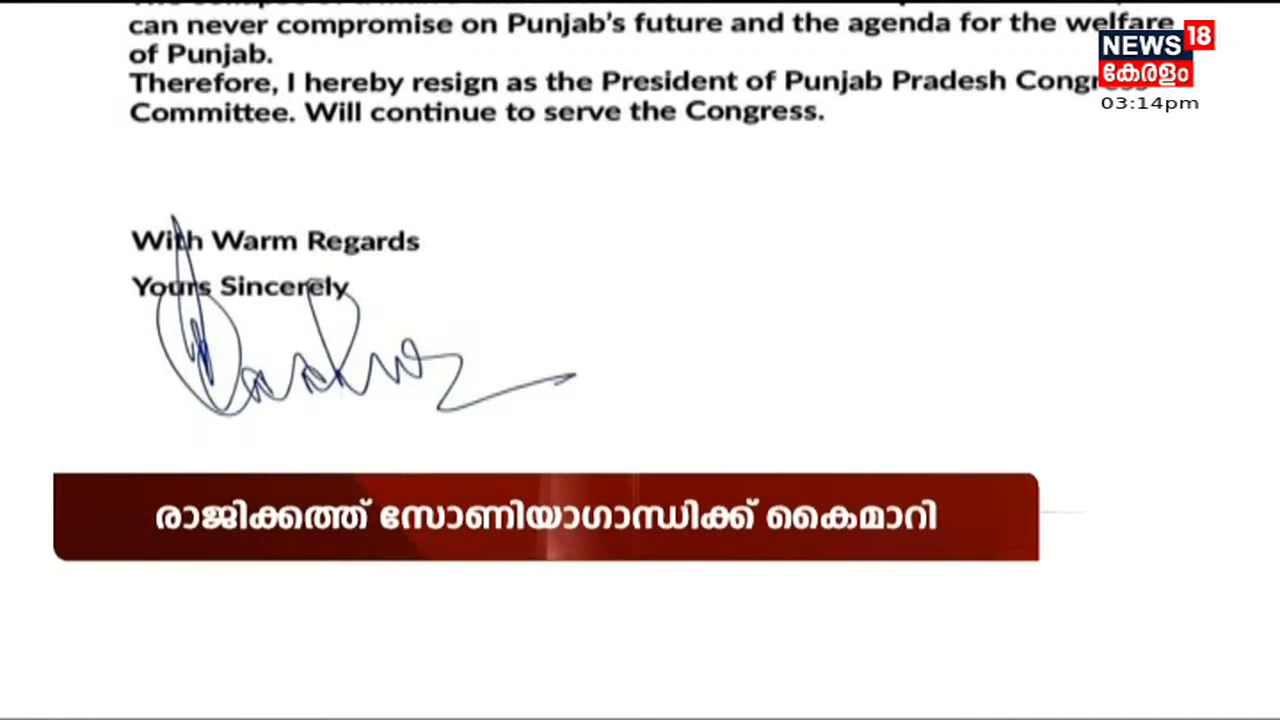 can never compromise on Punjab's future and the agenda for the welfare
of Punjab.
Therefore, I hereby resign as the President of Punjab Pradesh
Committee. Will continue to serve the Congress.
With Warm Regards
Yours Sincerely
രാജിക്കത്ത് സോണിയാഗാന്ധിക്ക് കൈമാറി
NEWS 18
കേരളം
03:14pm